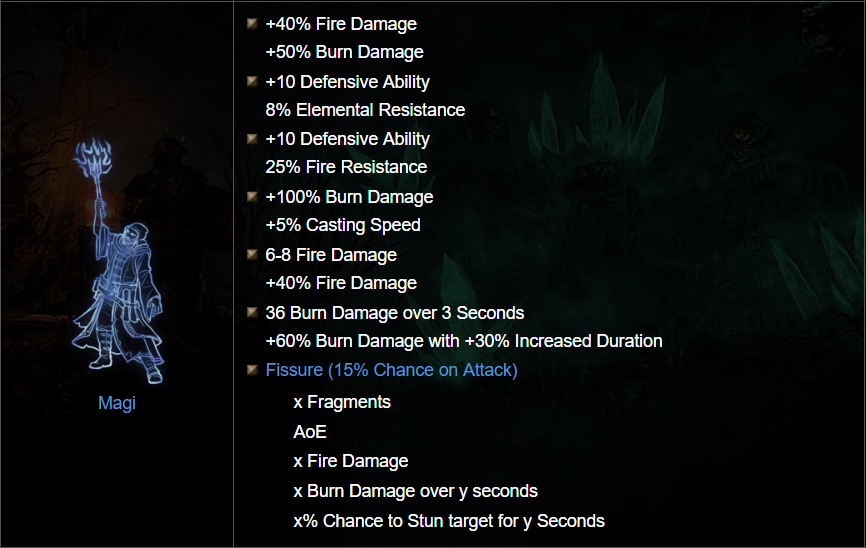 +40% Fire Damage
+50% Burn Damage
+10 Defensive Ability
8% Elemental Resistance
+10 Defensive Ability
25% Fire Resistance
+100% Burn Damage
+5% Casting Speed
6-8 Fire Damage
+40% Fire Damage
36 Burn Damage over 3 Seconds
+60% Burn Damage with +30% Increased Duration
Fissure (15% Chance on Attack)
x Fragments
AoE
x Fire Damage
x Burn Damage over y seconds
x% Chance to Stun target for y Seconds
Magi